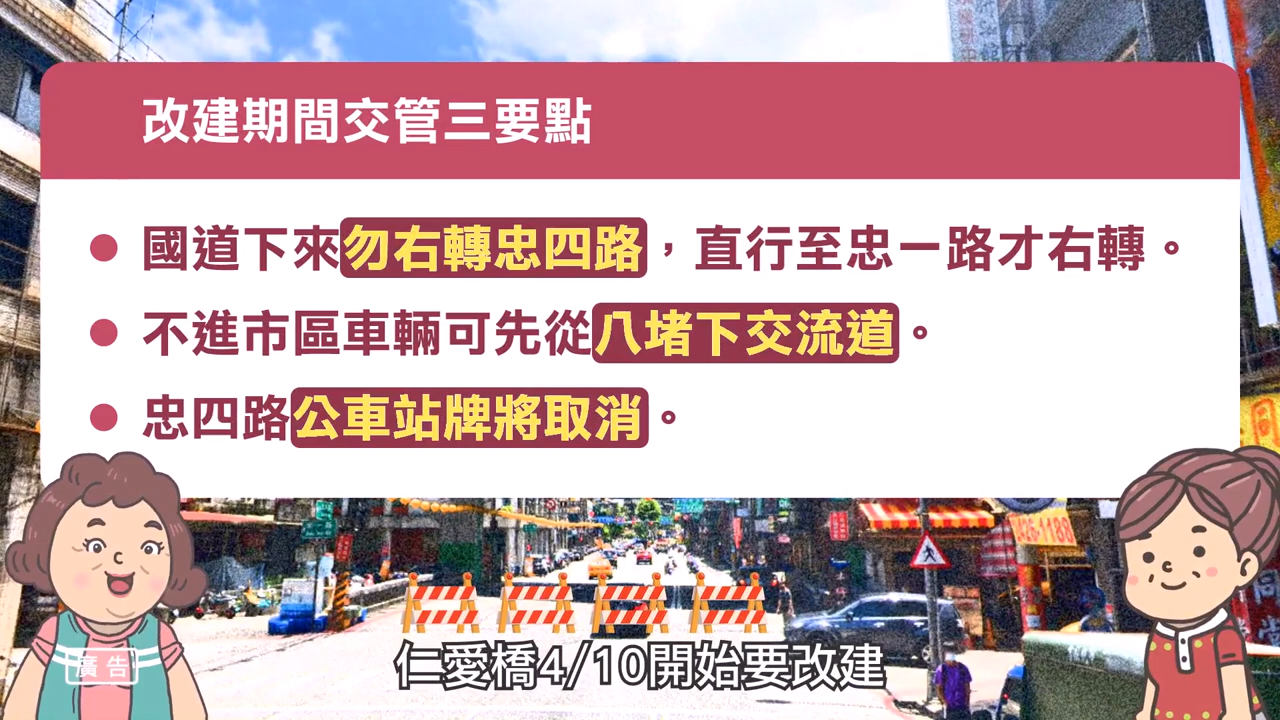 改建期間交管三要點
國道下來勿右轉忠四路，直行至忠一路才右轉。
不進市區車輛可先從八堵下交流道。
忠四路公車站牌將取消。
426-1188
廣告
仁愛橋4/10開始要改建